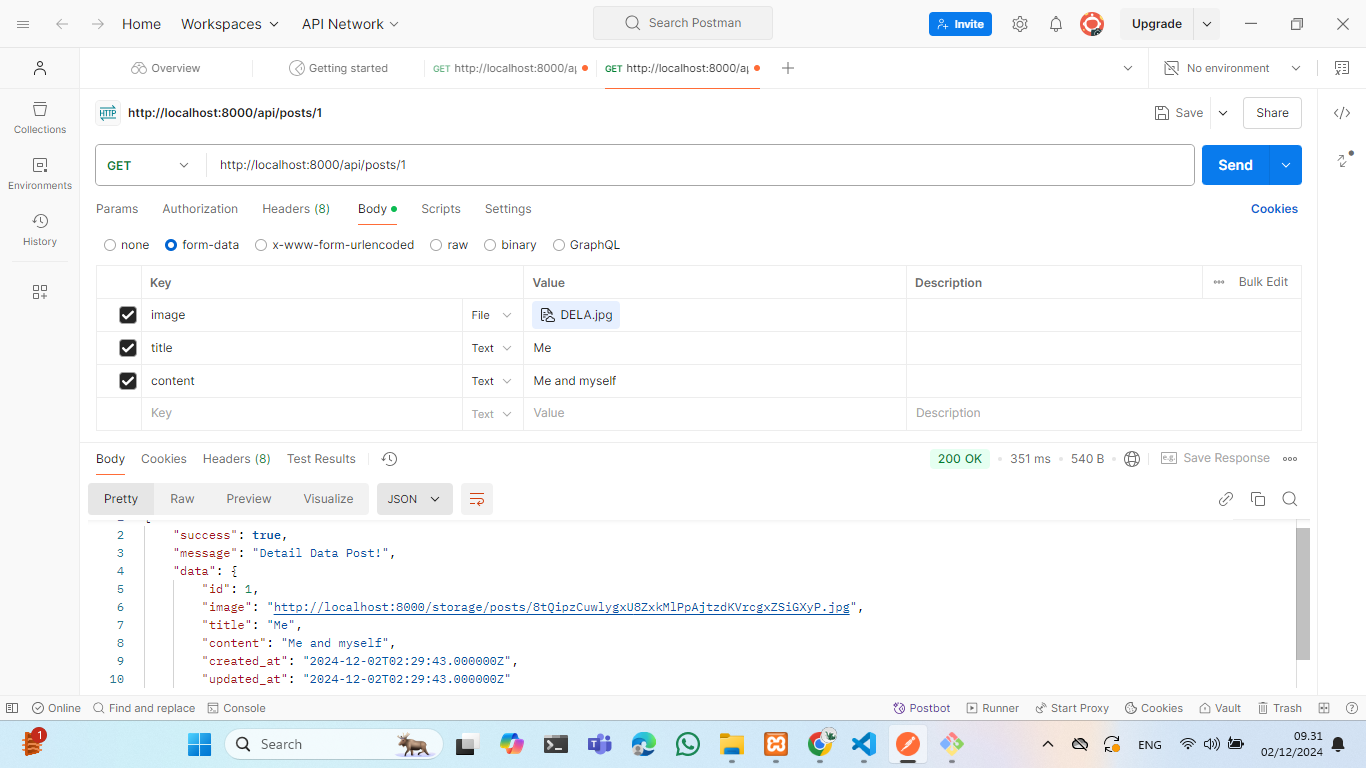 Home Workspaces API Network Search Postman Invite Upgrade
Overview Getting started GET http://localhost:8000/a GET http://localhost:8000/a No environment
HTTP http://localhost:8000/api/posts/1 Save Share
Collections
GET http://localhost:8000/api/posts/1 Send
Environments
Params Authorization Headers (8) Body Scripts Settings Cookies
History
none form-data x-www-form-urlencoded raw binary GraphQL
Key Value Description Bulk Edit
image File DELA.jpg
title Text Me
content Text Me and myself
Key Text Value Description
Body Cookies Headers (8) Test Results 200 OK 351 ms 540 B e.g. Save Response
Pretty Raw Preview Visualize JSON
2 "success": true,
3 "message": "Detail Data Post!",
4 "data": {
5 "id": 1,
6 "image": "http://localhost:8000/storage/posts/8tQipzCuwlygxU8ZxkMlPpAjtzdKVrcgxZSiGXyP.jpg",
7 "title": "Me",
8 "content": "Me and myself",
9 "created_at": "2024-12-02T02:29:43.000000Z",
10 "updated_at": "2024-12-02T02:29:43.000000Z"
Online Find and replace Console Postbot Runner Start Proxy Cookies Vault Trash
1 Search ENG 09.31
02/12/2024